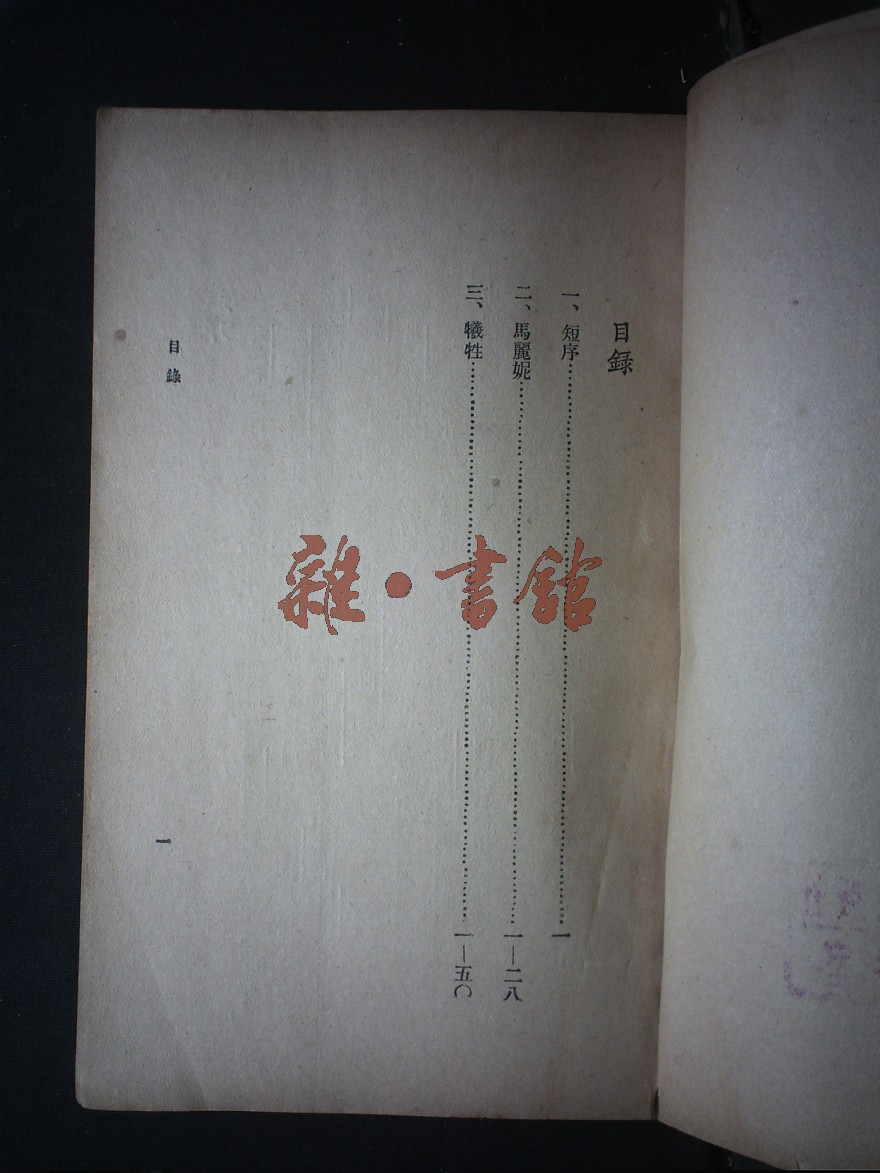 目録
一、短序……一
二、馬麗妮……一—二八
三、犧牲……一—五〇
目錄
一
雜·書館